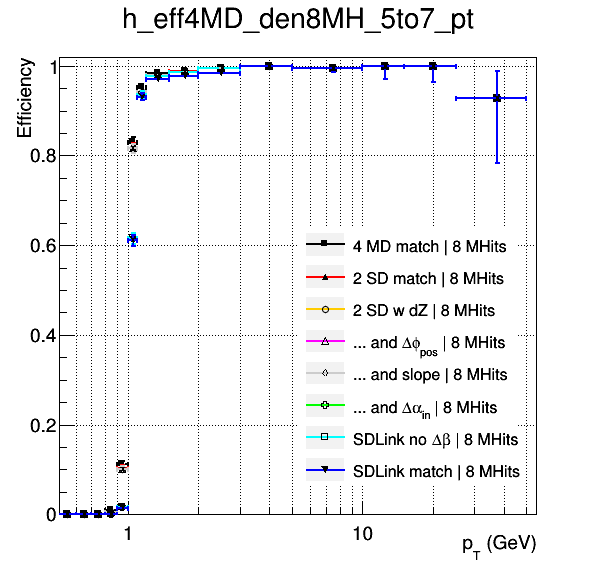 h_eff4MD_den8MH_5to7_pt
Efficiency
1
0.8
0.6
0.4
0.2
0
4 MD match | 8 MHits
2 SD match | 8 MHits
2 SD w dZ | 8 MHits
... and Δϕpos | 8 MHits
... and slope | 8 MHits
... and Δαin | 8 MHits
SDLink no Δβ | 8 MHits
SDLink match | 8 MHits
1
10
pT (GeV)